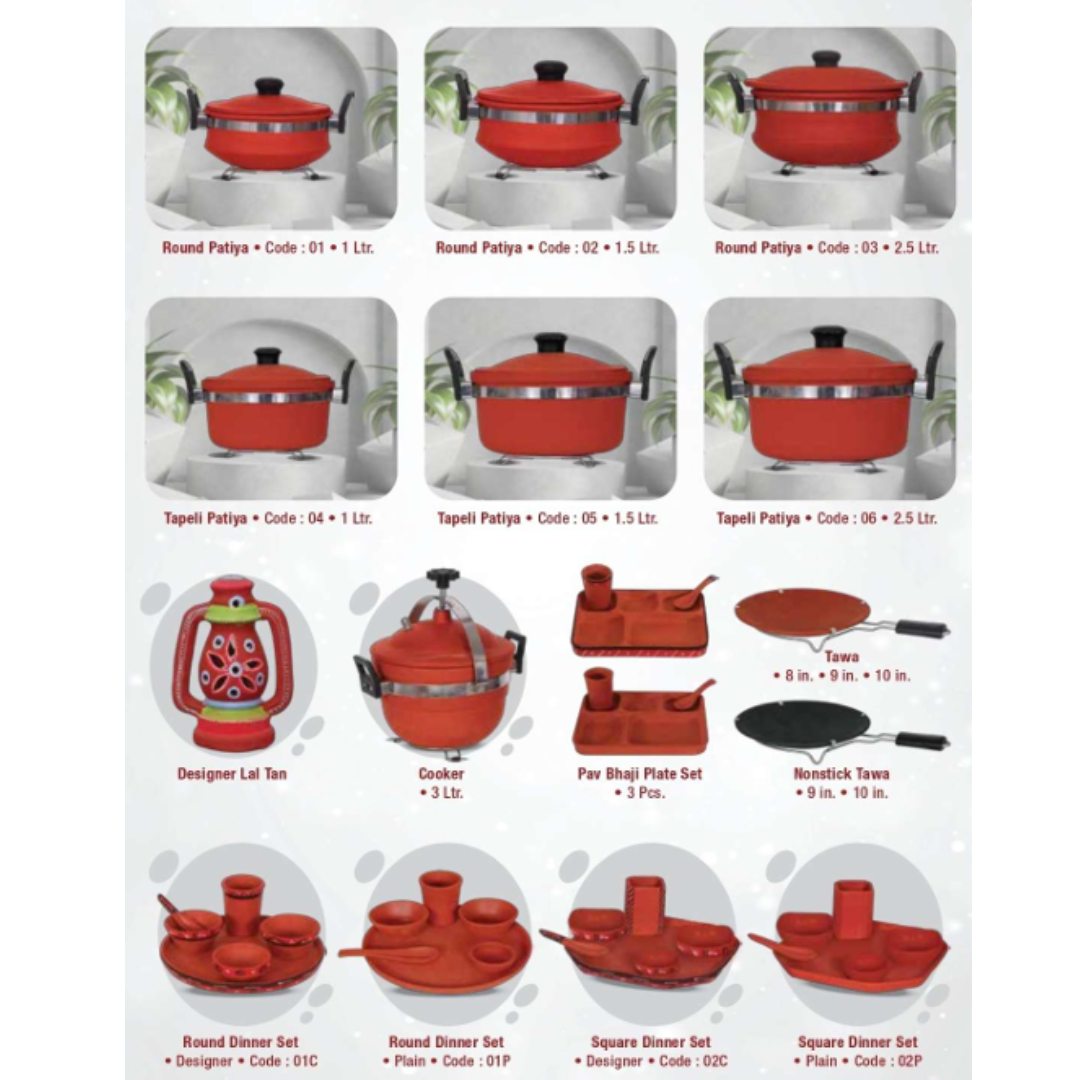 Round Patiya • Code : 01 • 1 Ltr.
Round Patiya • Code : 02 • 1.5 Ltr.
Round Patiya • Code : 03 • 2.5 Ltr.
Tapeli Patiya • Code : 04 • 1 Ltr.
Tapeli Patiya • Code : 05 • 1.5 Ltr.
Tapeli Patiya • Code : 06 • 2.5 Ltr.
Tawa
• 8 in. • 9 in. • 10 in.
Designer Lal Tan
Cooker
• 3 Ltr.
Pav Bhaji Plate Set
• 3 Pcs.
Nonstick Tawa
• 9 in. • 10 in.
Round Dinner Set
• Designer • Code : 01C
Round Dinner Set
• Plain • Code : 01P
Square Dinner Set
• Designer • Code : 02C
Square Dinner Set
• Plain • Code : 02P